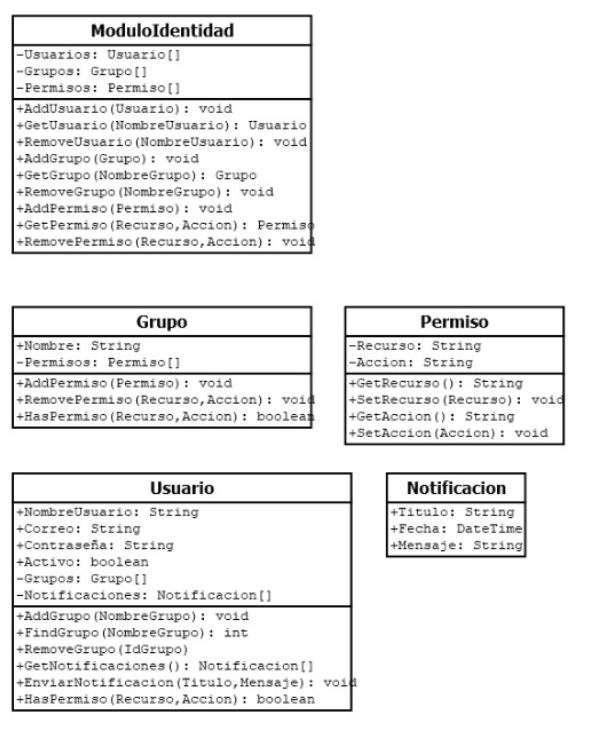 ModuloIdentidad
-Usuarios: Usuario[]
-Grupos: Grupo[]
-Permisos: Permiso[]
+AddUsuario(Usuario): void
+GetUsuario(NombreUsuario): Usuario
+RemoveUsuario(NombreUsuario): void
+AddGrupo(Grupo): void
+GetGrupo(NombreGrupo): Grupo
+RemoveGrupo(NombreGrupo): void
+AddPermiso(Permiso): void
+GetPermiso(Recurso,Accion): Permiso
+RemovePermiso(Recurso,Accion): void
Grupo
+Nombre: String
-Permisos: Permiso[]
+AddPermiso(Permiso): void
+RemovePermiso(Recurso,Accion): void
+HasPermiso(Recurso,Accion): boolean
Permiso
-Recurso: String
-Accion: String
+GetRecurso(): String
+SetRecurso(Recurso): void
+GetAccion(): String
+SetAccion(Accion): void
Usuario
+NombreUsuario: String
+Correo: String
+Contraseña: String
+Activo: boolean
-Grupos: Grupo[]
-Notificaciones: Notificacion[]
+AddGrupo(NombreGrupo): void
+FindGrupo(NombreGrupo): int
+RemoveGrupo(IdGrupo)
+GetNotificaciones(): Notificacion[]
+EnviarNotificacion(Titulo,Mensaje): void
+HasPermiso(Recurso,Accion): boolean
Notificacion
+Titulo: String
+Fecha: DateTime
+Mensaje: String